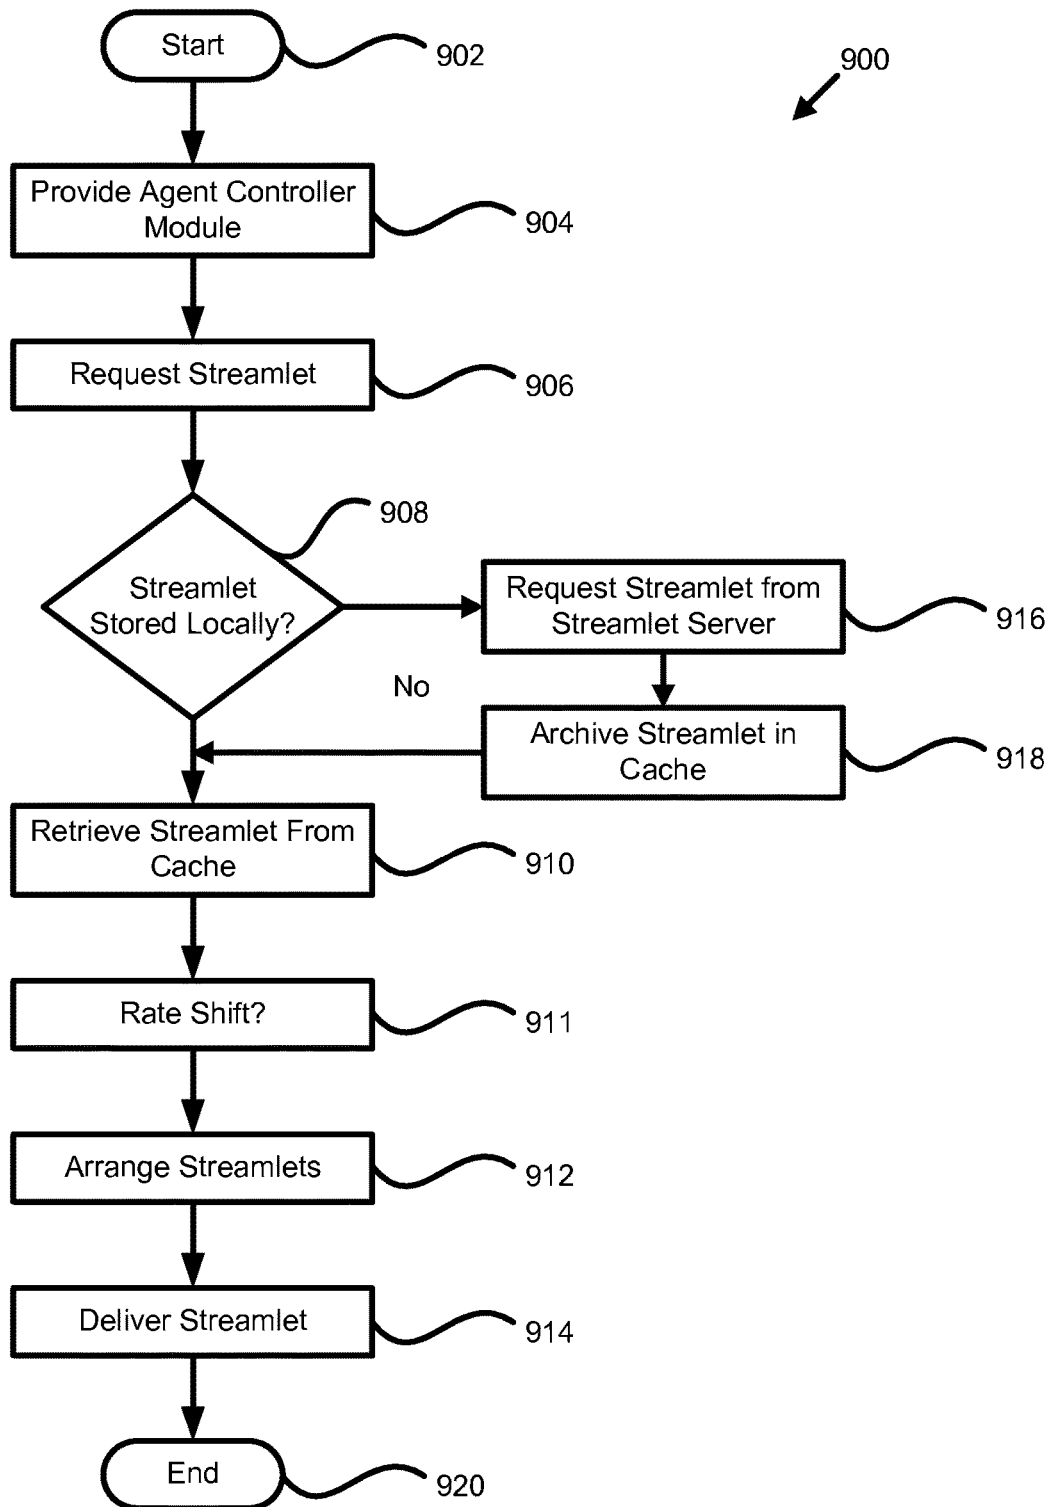 Start
902
900
Provide Agent Controller
Module
904
Request Streamlet
906
908
Streamlet
Stored Locally?
Request Streamlet from
Streamlet Server
916
No
Archive Streamlet in
Cache
918
Retrieve Streamlet From
Cache
910
Rate Shift?
911
Arrange Streamlets
912
Deliver Streamlet
914
End
920